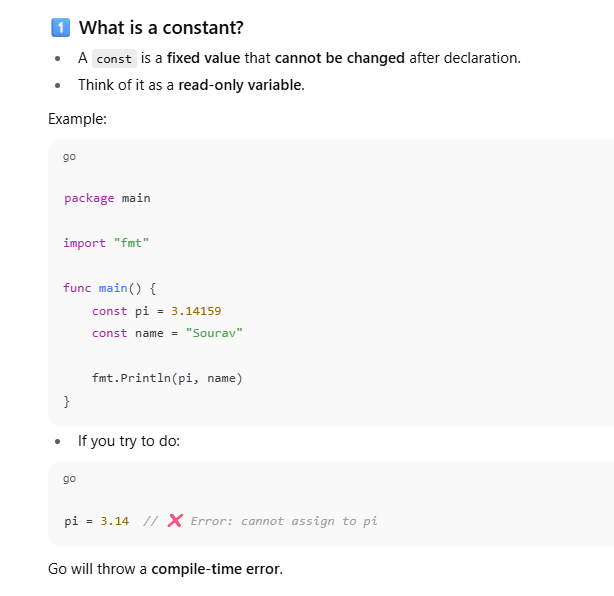 1 What is a constant?
• A const is a fixed value that cannot be changed after declaration.
• Think of it as a read-only variable.
Example:
go
package main
import "fmt"
func main() {
    const pi = 3.14159
    const name = "Sourav"
    fmt.Println(pi, name)
}
• If you try to do:
go
pi = 3.14  // ❌ Error: cannot assign to pi
Go will throw a compile-time error.